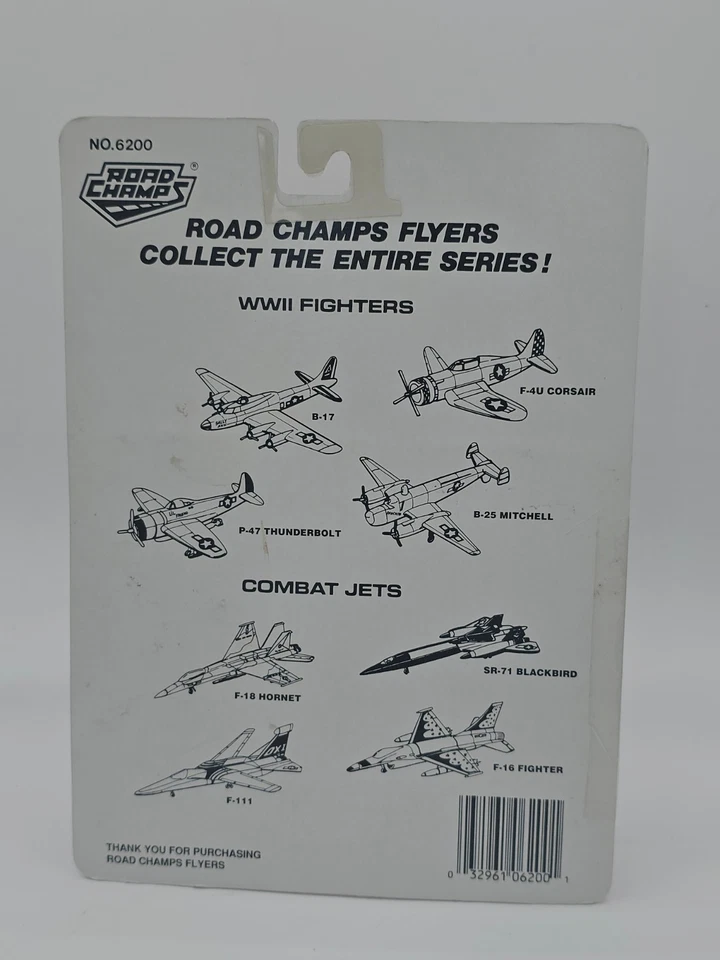 NO.6200
ROAD CHAMPS ®
ROAD CHAMPS FLYERS
COLLECT THE ENTIRE SERIES!
WWII FIGHTERS
B-17
F-4U CORSAIR
P-47 THUNDERBOLT
B-25 MITCHELL
COMBAT JETS
F-18 HORNET
SR-71 BLACKBIRD
OXI
F-111
F-16 FIGHTER
THANK YOU FOR PURCHASING
ROAD CHAMPS FLYERS
0 32961 06200 1